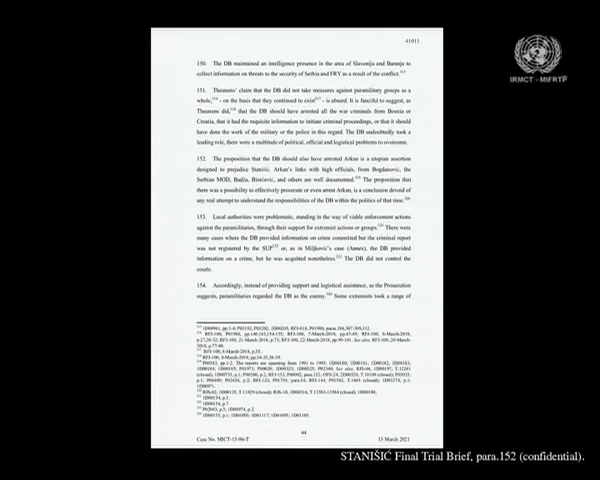 41011
IRMCT - MIFRTP
150. The DB maintained an intelligence presence in the area of Slavonija and Baranja to
collect information on threats to the security of Serbia and FRY as a result of the conflict.
151. Theunens' claim that the DB did not take measures against paramilitary groups as a
whole, - on the basis that they continued to exist - is absurd. It is fanciful to suggest, as
Theunens did, that the DB should have arrested all the war criminals from Bosnia or
Croatia, that it had the requisite information to initiate criminal proceedings, or that it should
have done the work of the military or the police in this regard. The DB undoubtedly took a
leading role, there were a multitude of political, official and logistical problems to overcome.
152. The proposition that the DB should also have arrested Arkan is a utopian assertion
designed to prejudice Stanišić. Arkan's links with high officials, from Bogdanović, the
Serbian MOD, Badža, Biorčević, and others are well documented. The proposition that
there was a possibility to effectively prosecute or even arrest Arkan, is a conclusion devoid of
any real attempt to understand the responsibilities of the DB within the politics of that time.
153. Local authorities were problematic, standing in the way of viable enforcement actions
against the paramilitaries, through their support for extremist actions or groups. There were
many cases where the DB provided information on crime committed but the criminal report
was not registered by the SUP or, as in Miljković's case (Annex), the DB provided
information on a crime, but he was acquitted nonetheless. The DB did not control the
courts.
154. Accordingly, instead of providing support and logistical assistance, as the Prosecution
suggests, paramilitaries regarded the DB as the enemy. Some extremists took a range of
44
Case No. MICT-15-96-T 13 March 2021
STANIŠIĆ Final Trial Brief, para.152 (confidential).